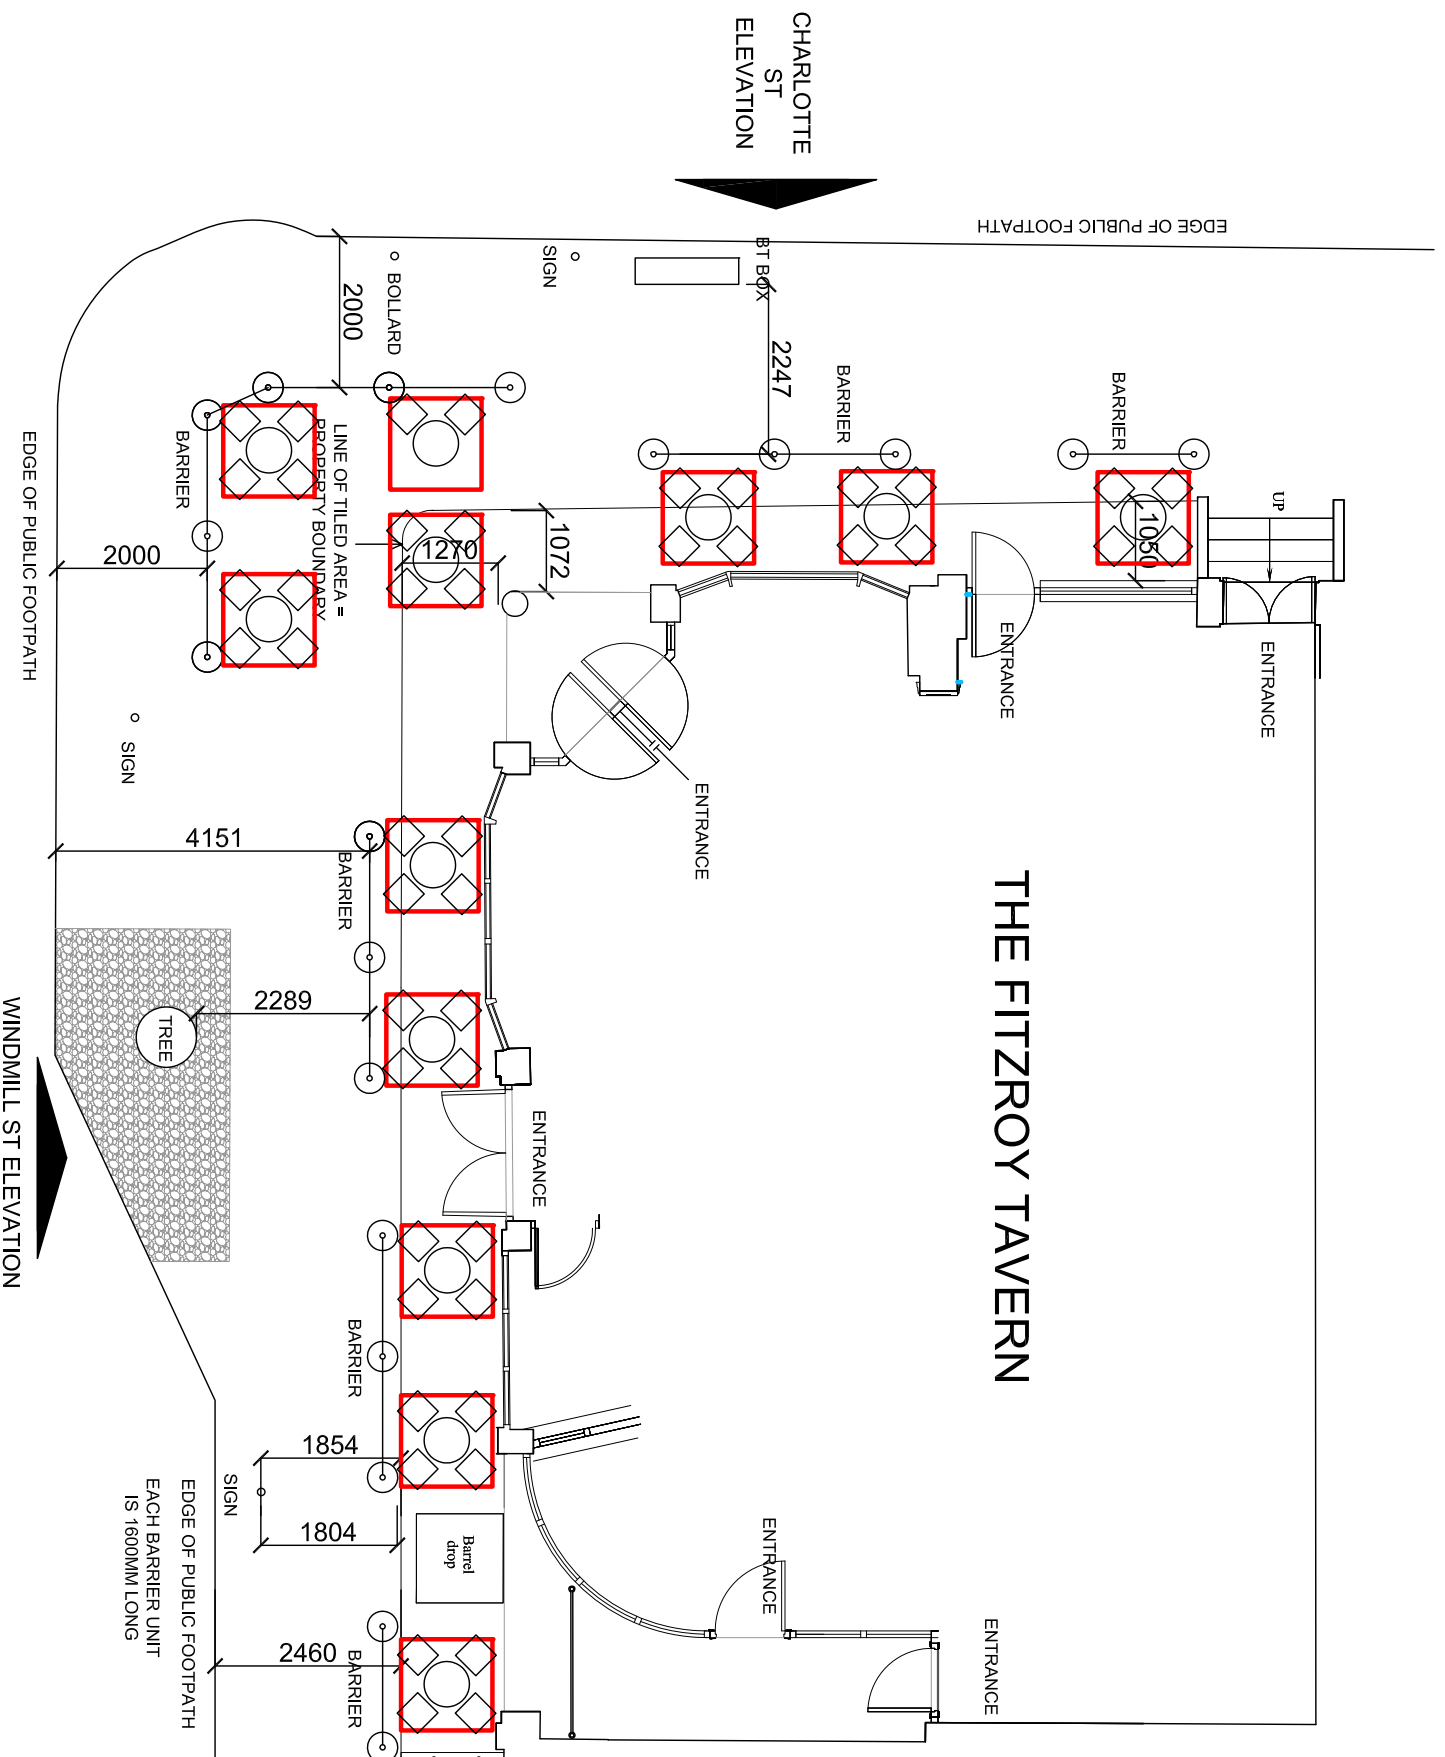 CHARLOTTE
ST
ELEVATION
EDGE OF PUBLIC FOOTPATH
BT BOX
SIGN
BOLLARD
2000
2247
BARRIER
BARRIER
UP
1050
ENTRANCE
ENTRANCE
LINE OF TILED AREA =
PROPERTY BOUNDARY
1270
1072
BARRIER
2000
EDGE OF PUBLIC FOOTPATH
SIGN
ENTRANCE
4151
BARRIER
2289
TREE
THE FITZROY TAVERN
WINDMILL ST ELEVATION
ENTRANCE
BARRIER
1854
SIGN
1804
Barrel
drop
ENTRANCE
ENTRANCE
EDGE OF PUBLIC FOOTPATH
EACH BARRIER UNIT
IS 1600MM LONG
2460
BARRIER